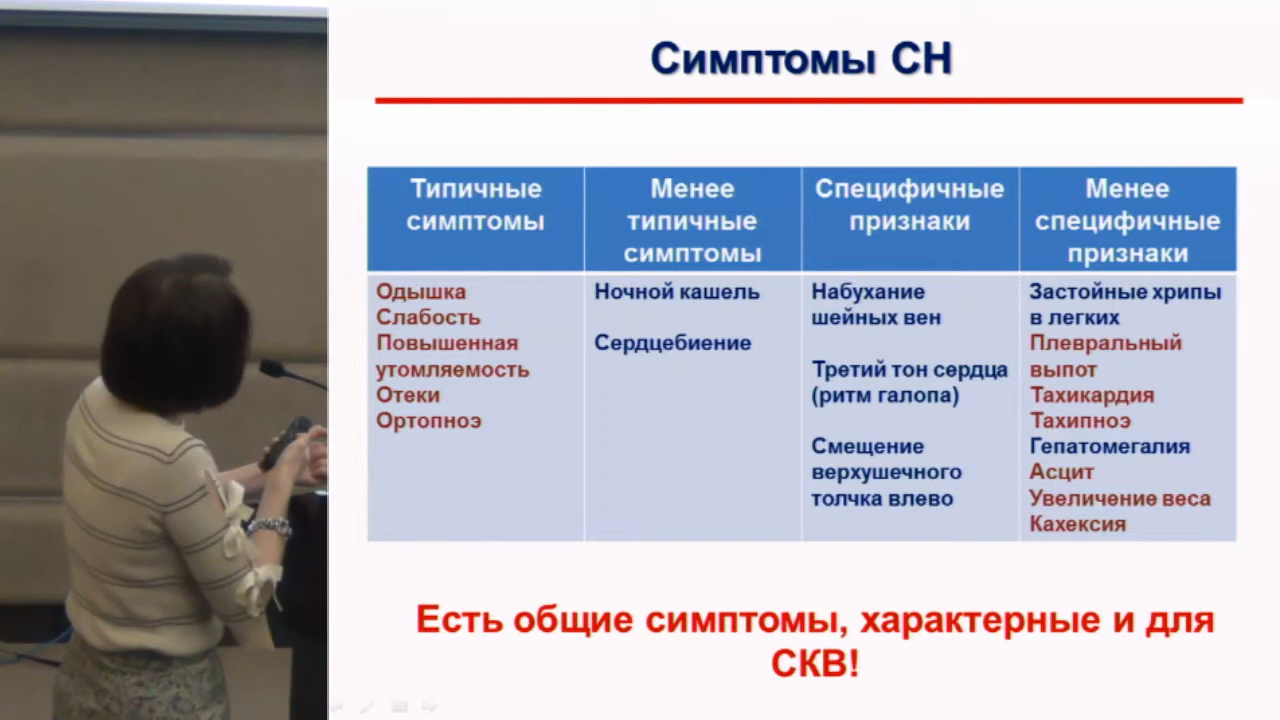 Симптомы СН
Типичные
симптомы
Менее
типичные
симптомы
Специфичные
признаки
Менее
специфичные
признаки
Одышка
Слабость
Повышенная
утомляемость
Отеки
Ортопноэ
Ночной кашель
Сердцебиение
Набухание
шейных вен
Третий тон сердца
(ритм галопа)
Смещение
верхушечного
толчка влево
Застойные хрипы
в легких
Плевральный
выпот
Тахикардия
Тахипноэ
Гепатомегалия
Асцит
Увеличение веса
Кахексия
Есть общие симптомы, характерные и для
СКВ!